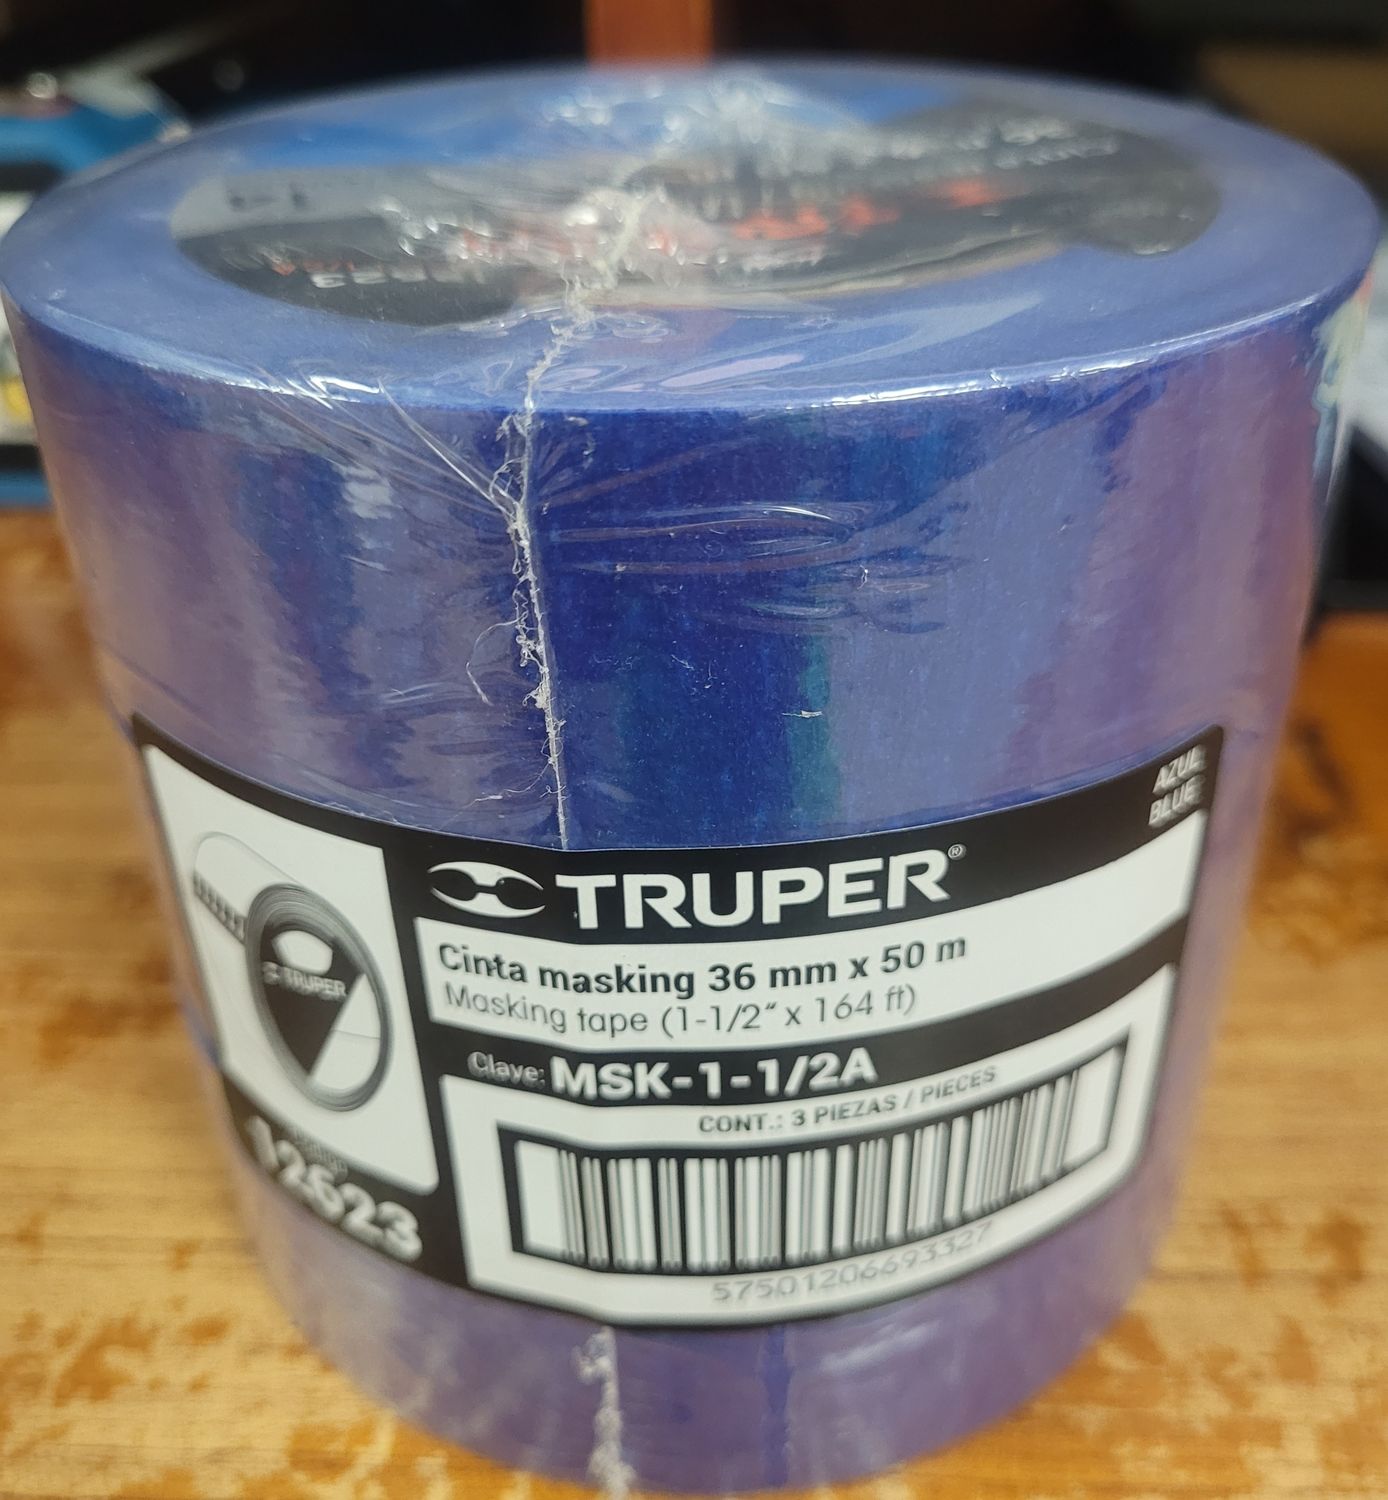 AZUL
BLUE
TRUPER®
Cinta masking 36 mm x 50 m
Masking tape (1-1/2" x 164 ft)
Clave: MSK-1-1/2A
CONT.: 3 PIEZAS / PIECES
57501206693327
TRUPER
12623